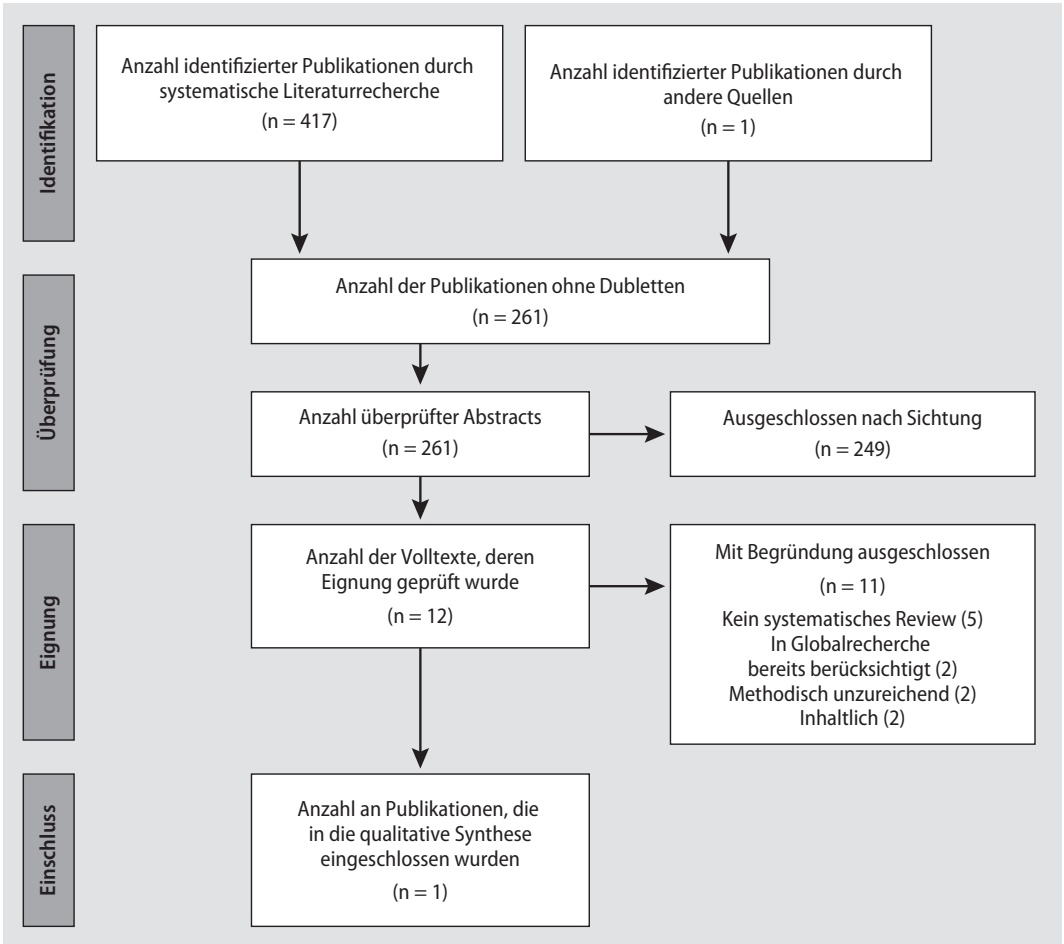 Identifikation
Anzahl identifizierter Publikationen durch
systematische Literaturrecherche
(n = 417)
Anzahl identifizierter Publikationen durch
andere Quellen
(n = 1)
Überprüfung
Anzahl der Publikationen ohne Dubletten
(n = 261)
Anzahl überprüfter Abstracts
(n = 261)
Ausgeschlossen nach Sichtung
(n = 249)
Eignung
Anzahl der Volltexte, deren
Eignung geprüft wurde
(n = 12)
Mit Begründung ausgeschlossen
(n = 11)
Kein systematisches Review (5)
In Globalrecherche
bereits berücksichtigt (2)
Methodisch unzureichend (2)
Inhaltlich (2)
Einschluss
Anzahl an Publikationen, die
in die qualitative Synthese
eingeschlossen wurden
(n = 1)